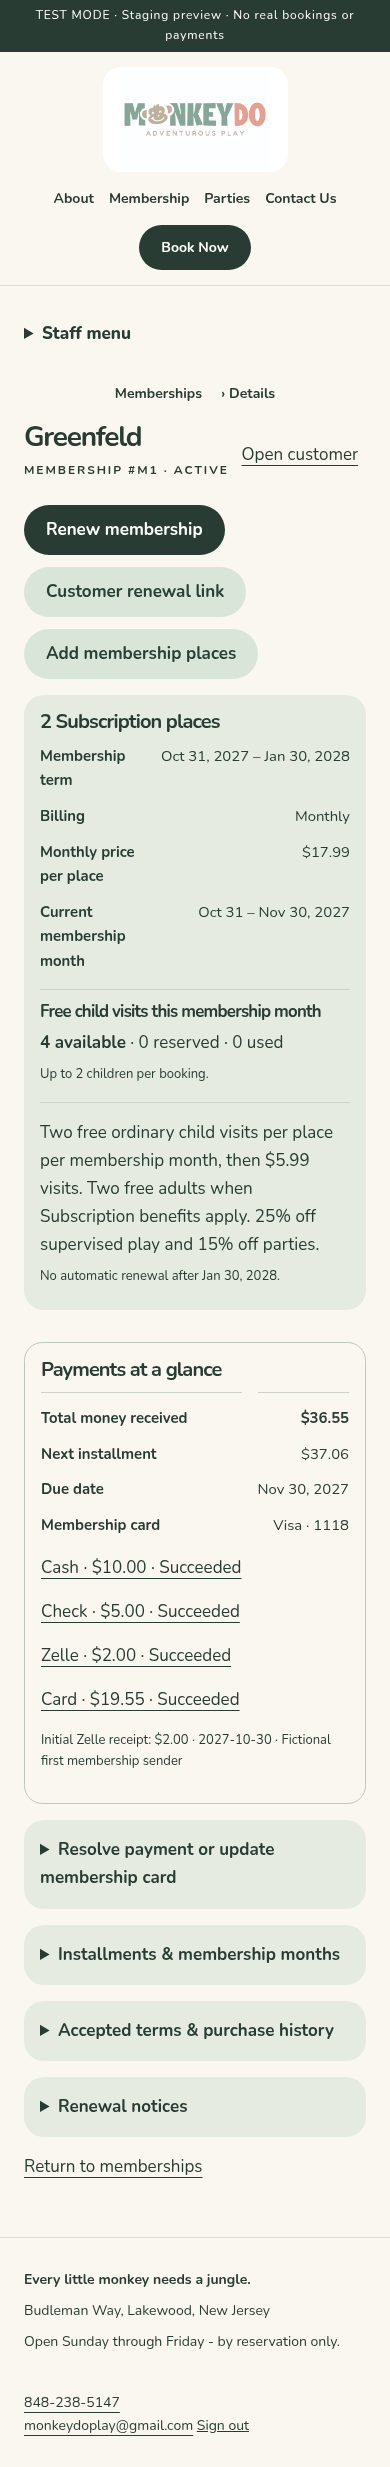 TEST MODE · Staging preview · No real bookings or
payments
MONKEYDO
ADVENTUROUS PLAY
About Membership Parties Contact Us
Book Now
▶ Staff menu
Memberships › Details
Greenfeld
MEMBERSHIP #M1 · ACTIVE
Open customer
Renew membership
Customer renewal link
Add membership places
2 Subscription places
Membership term Oct 31, 2027 – Jan 30, 2028
Billing Monthly
Monthly price per place $17.99
Current membership month Oct 31 – Nov 30, 2027
Free child visits this membership month
4 available · 0 reserved · 0 used
Up to 2 children per booking.
Two free ordinary child visits per place
per membership month, then $5.99
visits. Two free adults when
Subscription benefits apply. 25% off
supervised play and 15% off parties.
No automatic renewal after Jan 30, 2028.
Payments at a glance
Total money received $36.55
Next installment $37.06
Due date Nov 30, 2027
Membership card Visa · 1118
Cash · $10.00 · Succeeded
Check · $5.00 · Succeeded
Zelle · $2.00 · Succeeded
Card · $19.55 · Succeeded
Initial Zelle receipt: $2.00 · 2027-10-30 · Fictional
first membership sender
▶ Resolve payment or update
membership card
▶ Installments & membership months
▶ Accepted terms & purchase history
▶ Renewal notices
Return to memberships
Every little monkey needs a jungle.
Budleman Way, Lakewood, New Jersey
Open Sunday through Friday - by reservation only.
848-238-5147
monkeydoplay@gmail.com Sign out